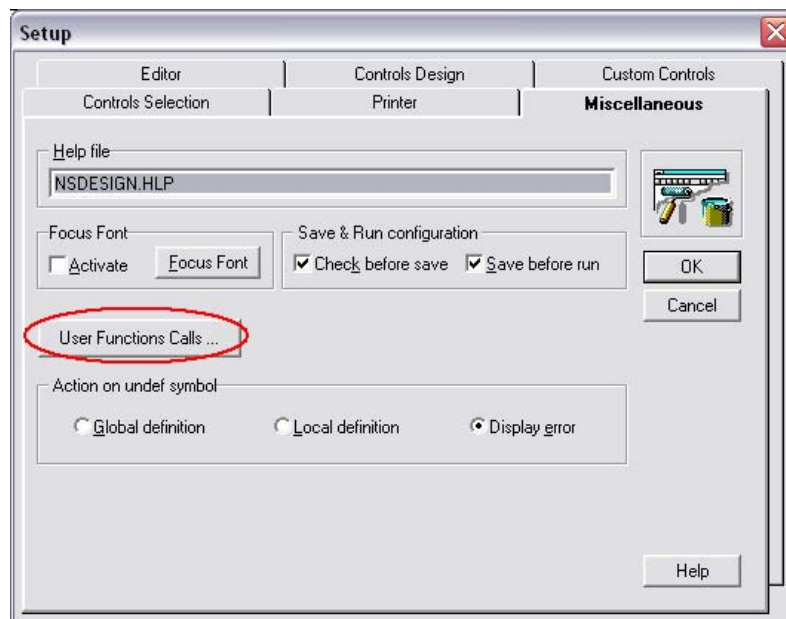 Setup
Editor Controls Design Custom Controls
Controls Selection Printer Miscellaneous
Help file
NSDESIGN.HLP
Focus Font Save & Run configuration
Activate Focus Font Check before save Save before run OK
Cancel
User Functions Calls ...
Action on undef symbol
Global definition Local definition Display error
Help